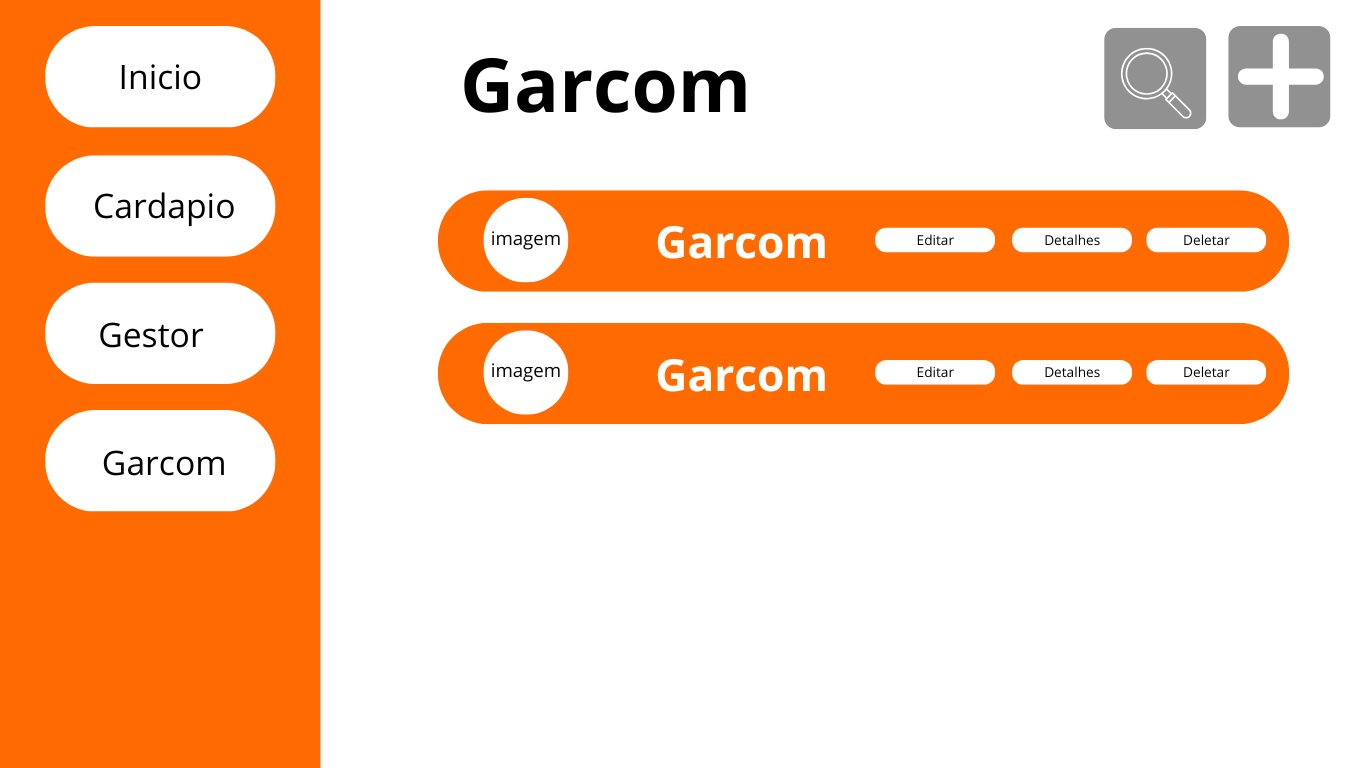 Inicio
Cardapio
Gestor
Garcom
Garcom
imagem Garcom Editar Detalhes Deletar
imagem Garcom Editar Detalhes Deletar